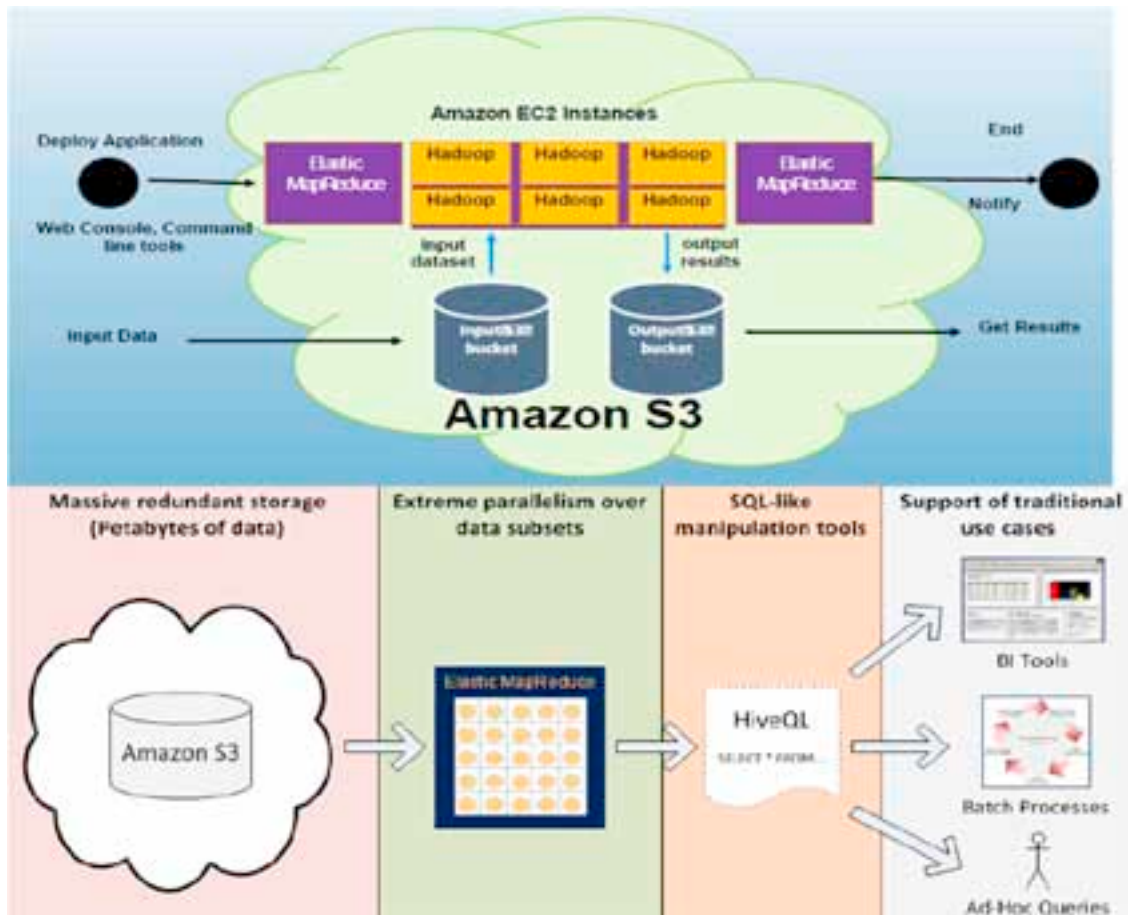 Amazon EC2 Instances
Deploy Application
End
Elastic
MapReduce
Hadoop
Hadoop
Hadoop
Elastic
MapReduce
Hadoop
Hadoop
Hadoop
Notify
Web Console, Command
line tools
input
dataset
output
results
Input Data
bucket
bucket
Get Results
Amazon S3
Massive redundant storage
(Petabytes of data)
Extreme parallelism over
data subsets
SQL-like
manipulation tools
Support of traditional
use cases
BI Tools
Elastic MapReduce
Amazon S3
HiveQL
SELECT * FROM...
Batch Processes
Ad-Hoc Queries